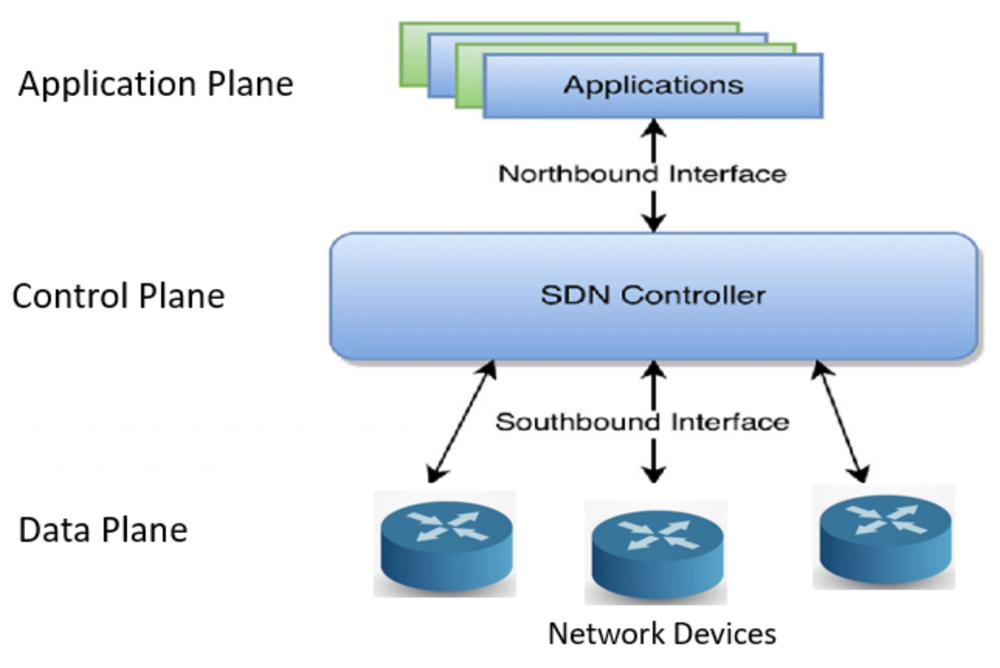 Application Plane
Applications
Northbound Interface
Control Plane
SDN Controller
Southbound Interface
Data Plane
Network Devices